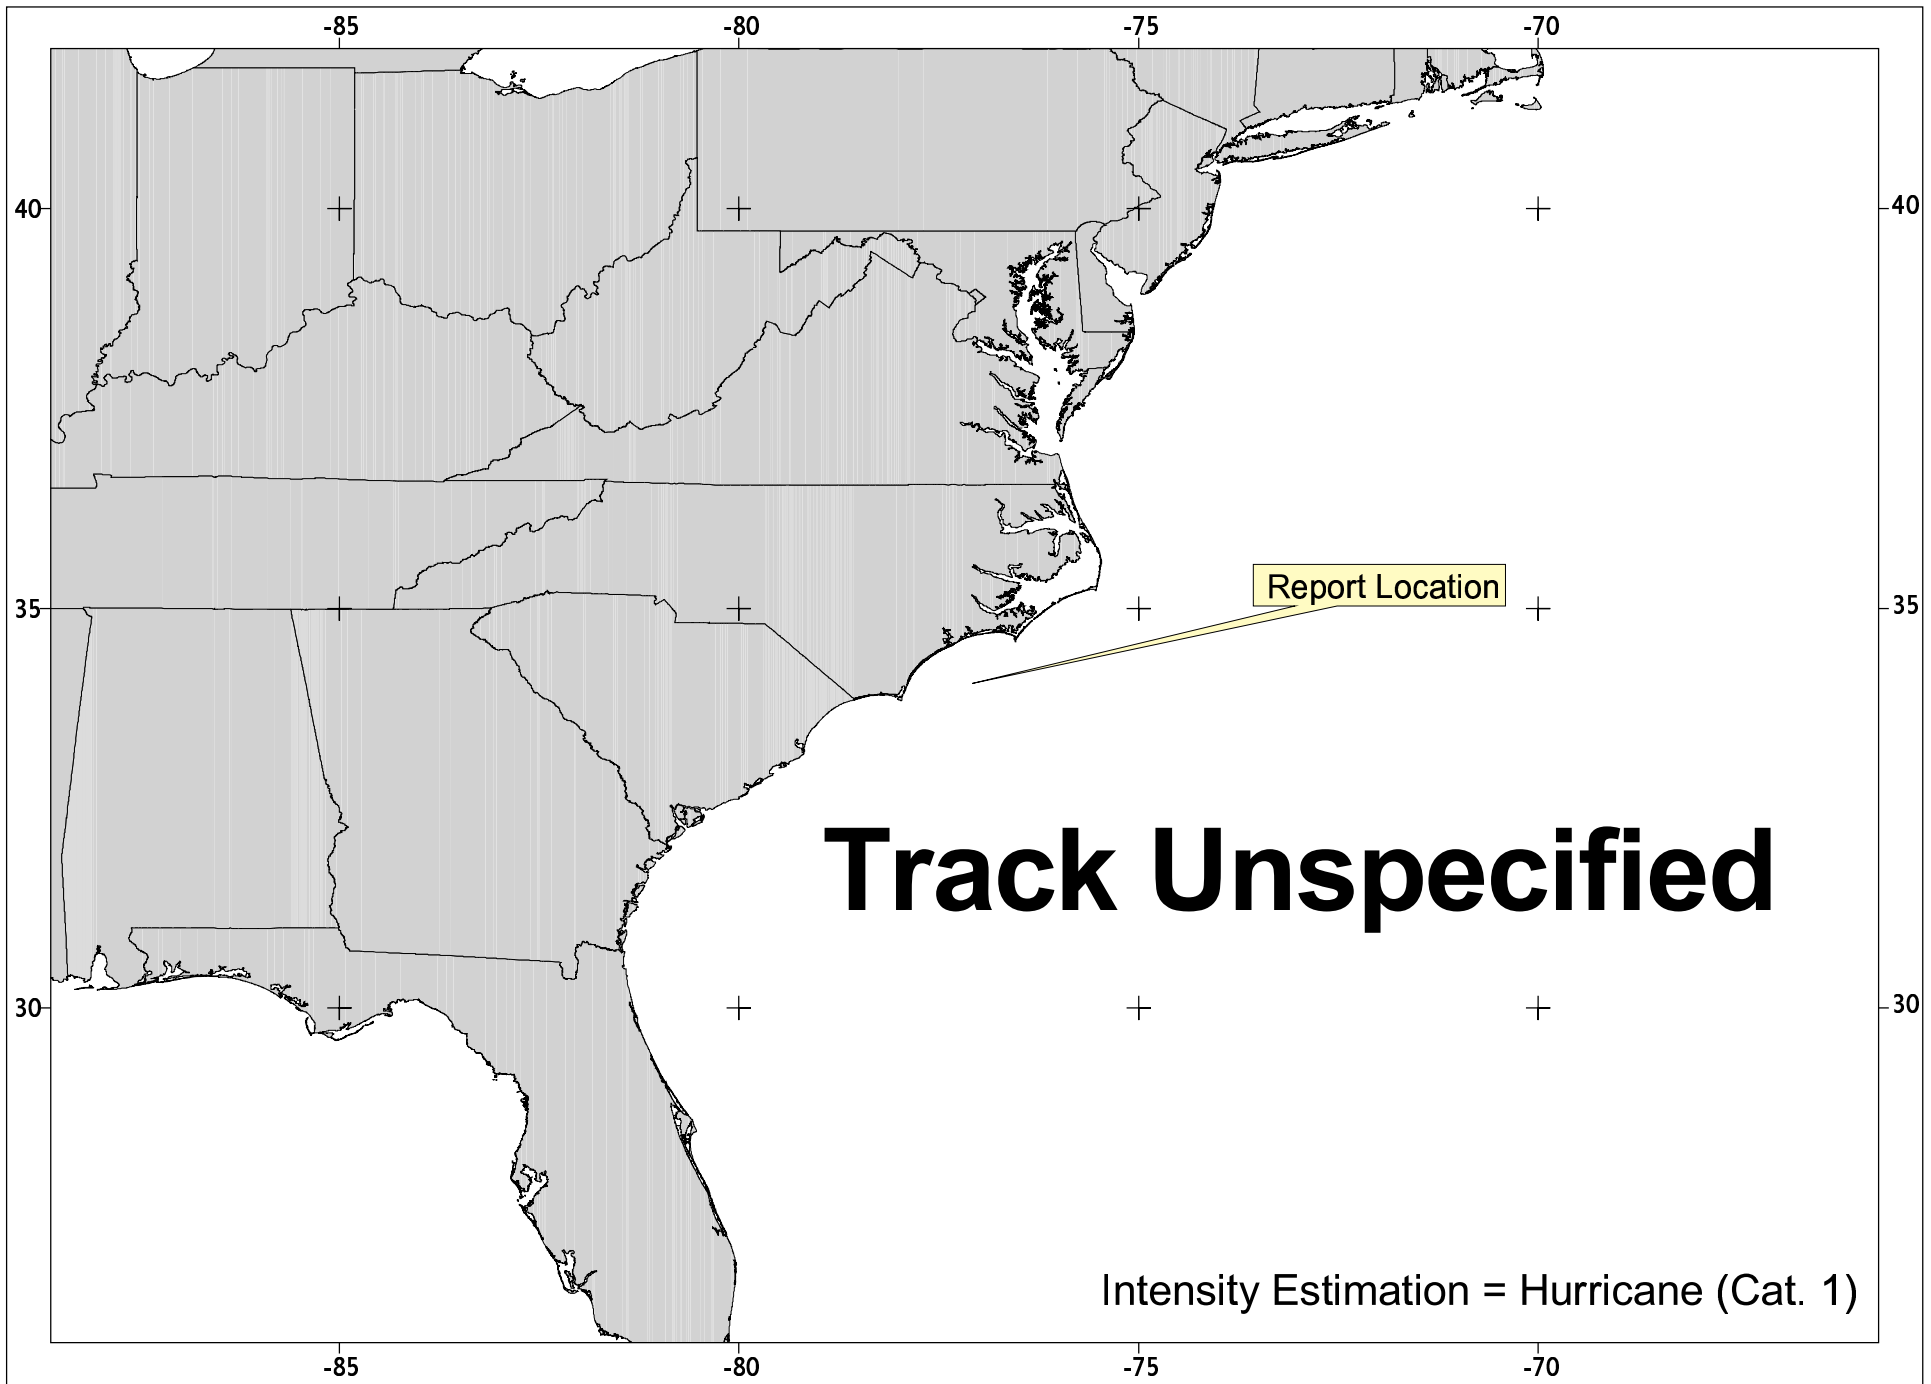 -85 -80 -75 -70
40 40
Report Location
35 35
Track Unspecified
30 30
Intensity Estimation = Hurricane (Cat. 1)
-85 -80 -75 -70